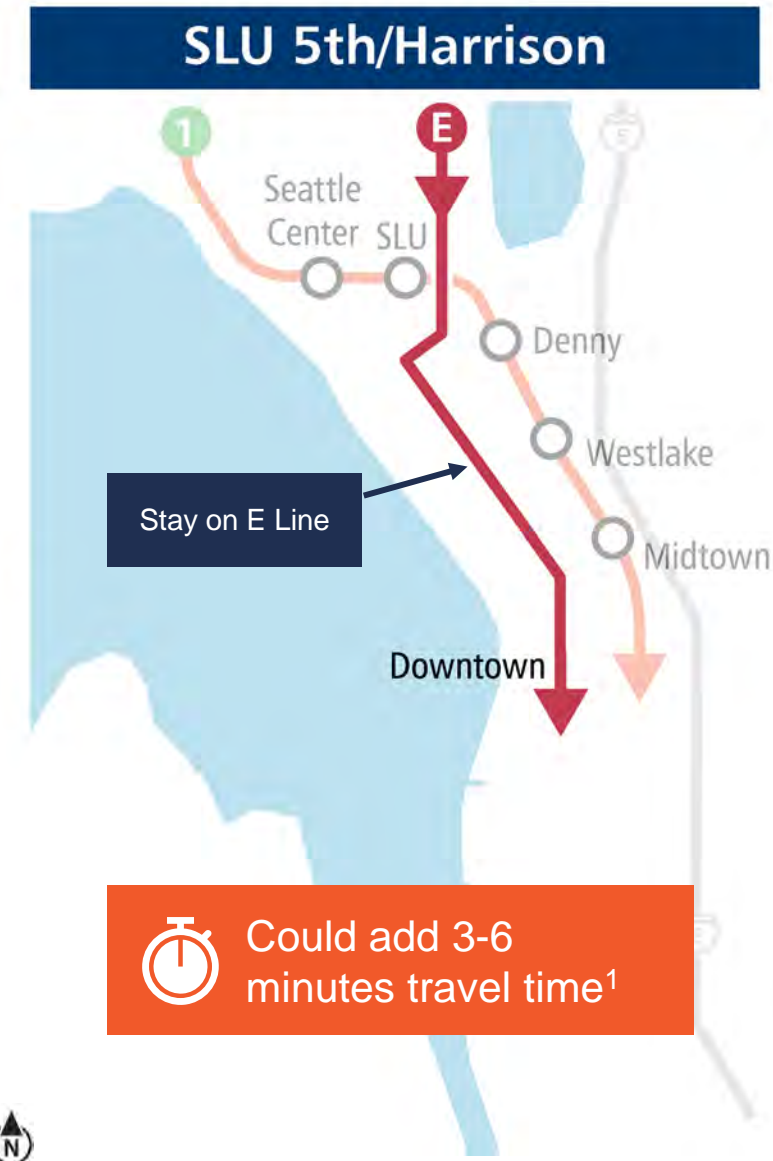 SLU 5th/Harrison
1
E
5
Seattle
Center
SLU
Denny
Westlake
Stay on E Line
Midtown
Downtown
Could add 3-6
minutes travel time¹
N